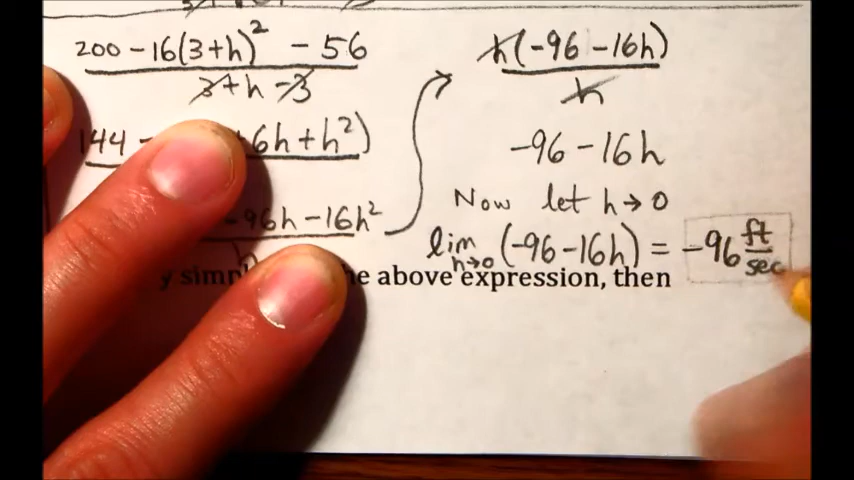 200 - 16(3+h)² - 56
3+h-3
144 - 6h + h²)
-96h - 16h²
h
h(-96 - 16h)
h
-96 - 16h
Now let h→0
lim (-96 - 16h) = -96 ft/sec
h→0
y simp he above expression, then